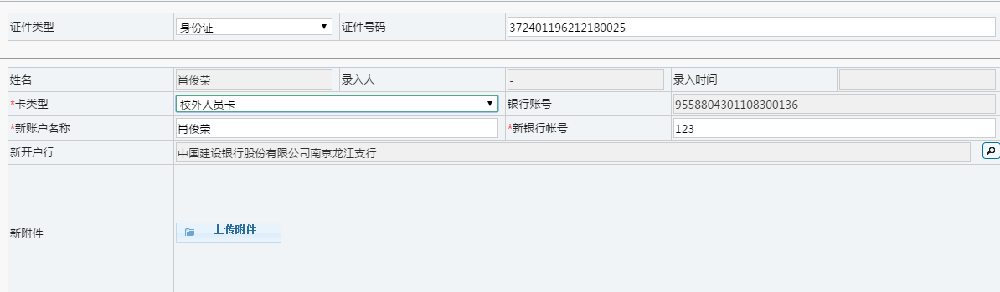 证件类型 身份证 证件号码 372401196212180025
姓名 肖俊荣 录入人 - 录入时间
*卡类型 校外人员卡 银行账号 9558804301108300136
*新账户名称 肖俊荣 *新银行帐号 123
新开户行 中国建设银行股份有限公司南京龙江支行
新附件 上传附件